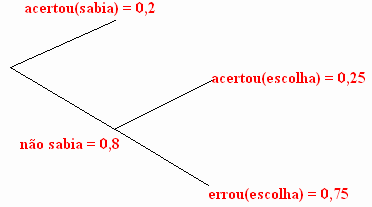 acertou(sabia) = 0,2
acertou(escolha) = 0,25
não sabia = 0,8
errou(escolha) = 0,75